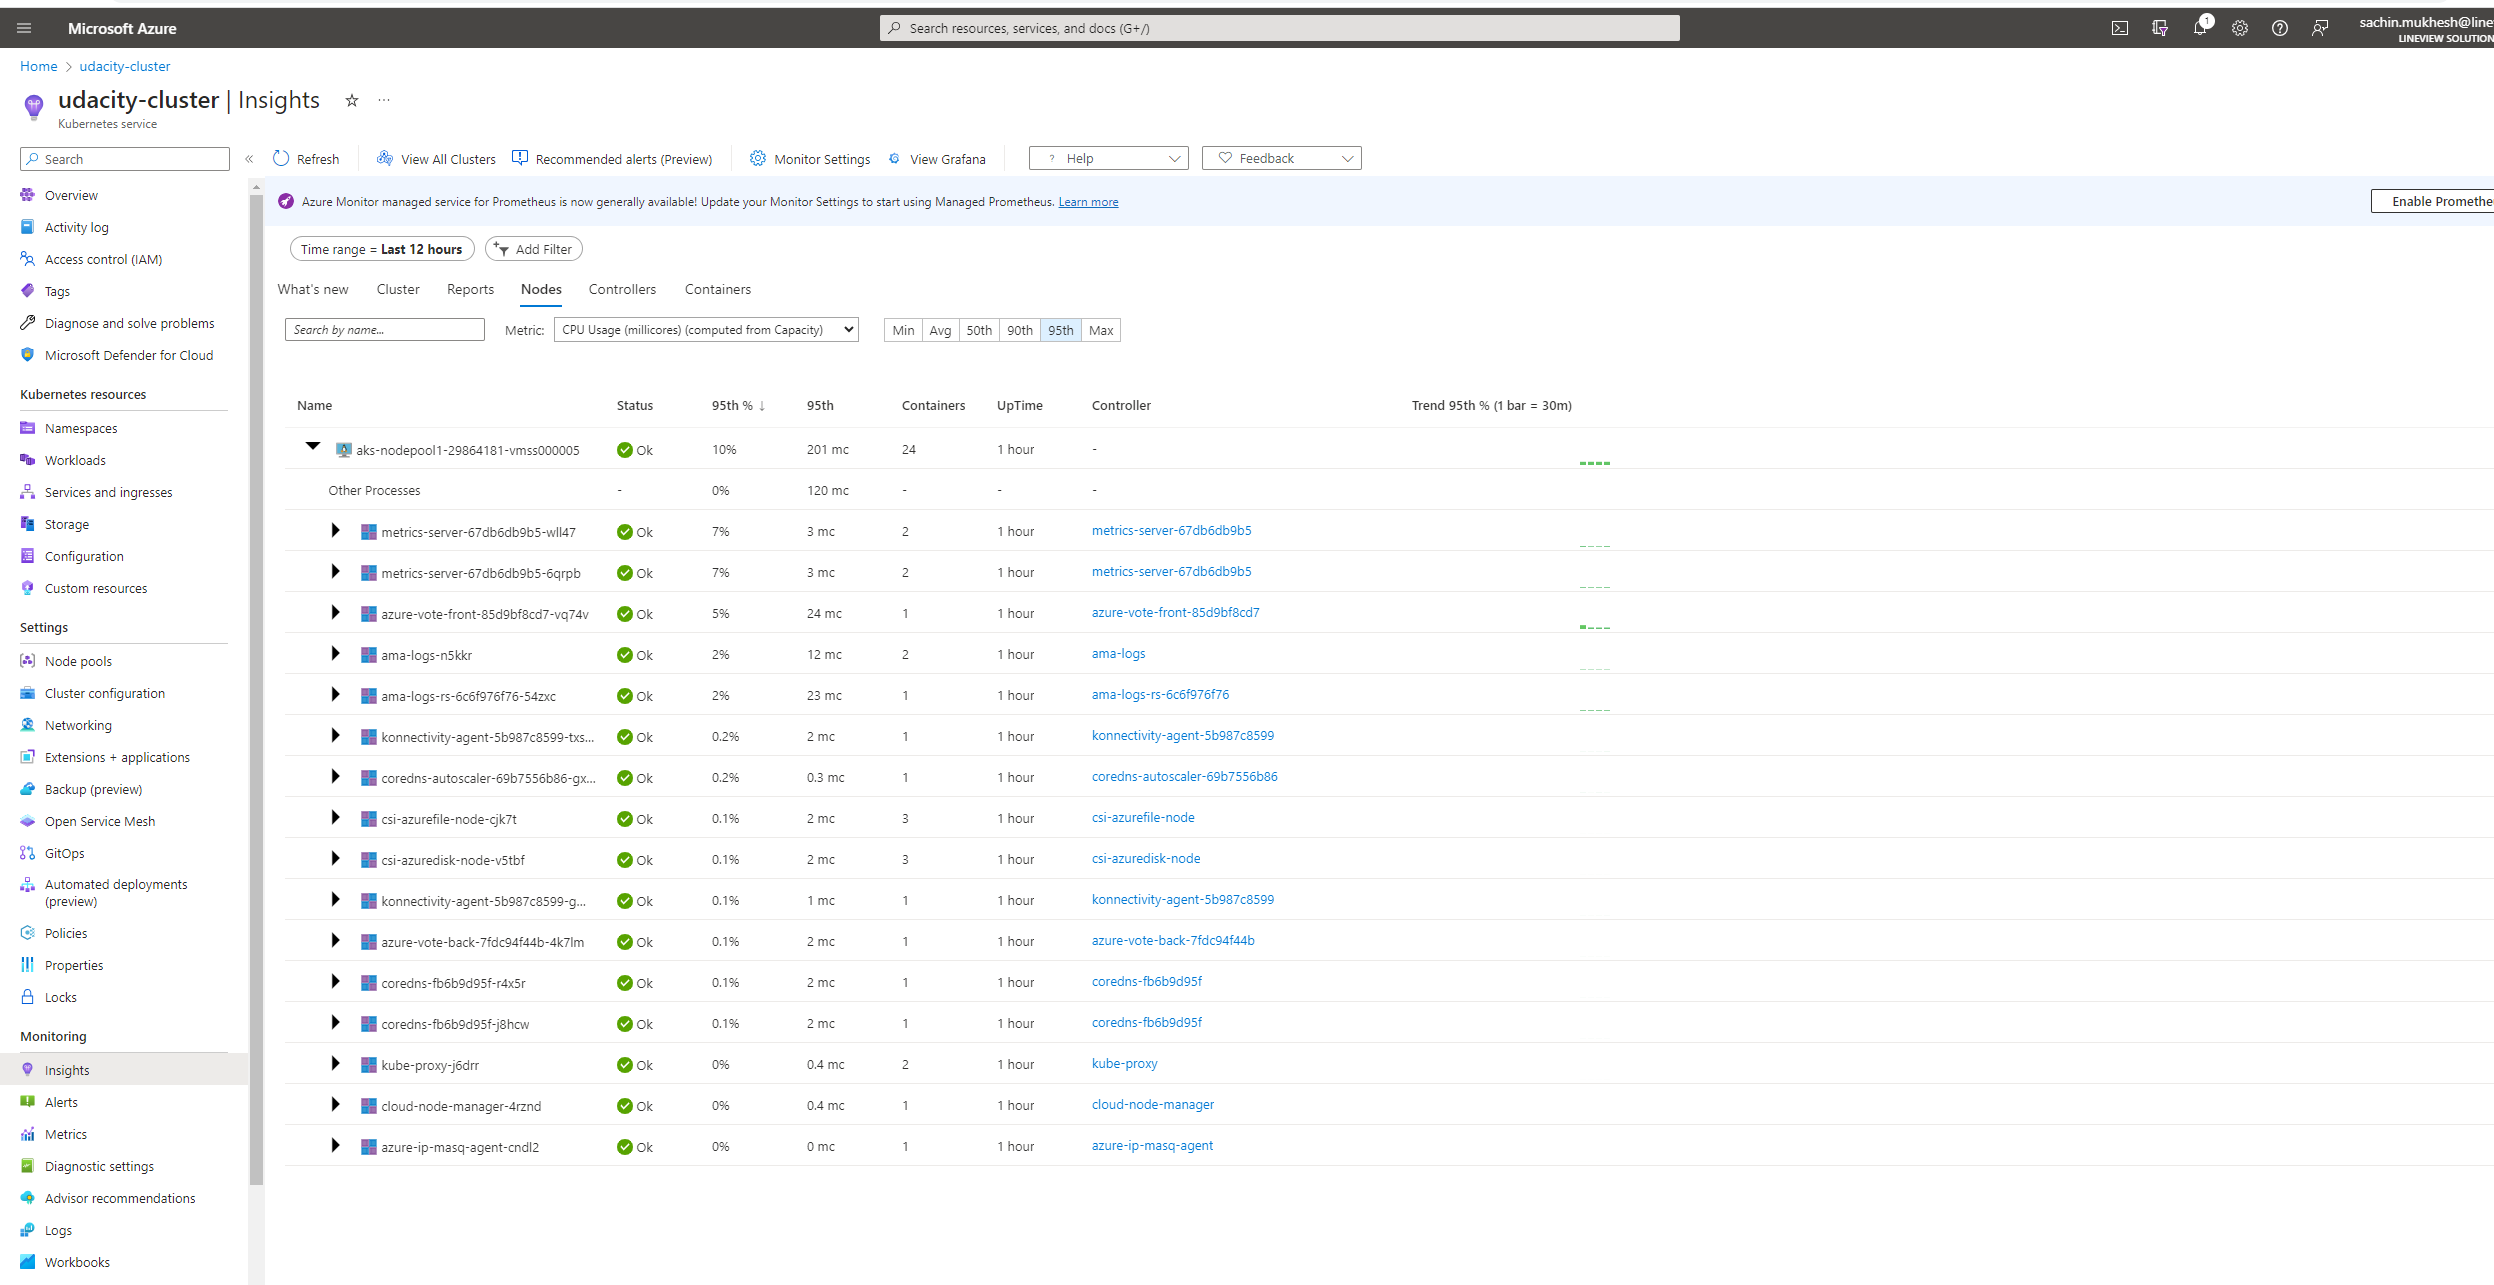 Microsoft Azure
Search resources, services, and docs (G+/)
1
sachin.mukhesh@line
LINEVIEW SOLUTION
Home > udacity-cluster
udacity-cluster | Insights
Kubernetes service
Search
Refresh
View All Clusters
Recommended alerts (Preview)
Monitor Settings
View Grafana
Help
Feedback
Overview
Activity log
Access control (IAM)
Tags
Diagnose and solve problems
Microsoft Defender for Cloud
Kubernetes resources
Namespaces
Workloads
Services and ingresses
Storage
Configuration
Custom resources
Settings
Node pools
Cluster configuration
Networking
Extensions + applications
Backup (preview)
Open Service Mesh
GitOps
Automated deployments
(preview)
Policies
Properties
Locks
Monitoring
Insights
Alerts
Metrics
Diagnostic settings
Advisor recommendations
Logs
Workbooks
Azure Monitor managed service for Prometheus is now generally available! Update your Monitor Settings to start using Managed Prometheus. Learn more
Enable Promethe
Time range = Last 12 hours
Add Filter
What's new Cluster Reports Nodes Controllers Containers
Search by name...
Metric: CPU Usage (millicores) (computed from Capacity)
Min Avg 50th 90th 95th Max
Name Status 95th % ↓ 95th Containers UpTime Controller Trend 95th % (1 bar = 30m)
aks-nodepool1-29864181-vmss000005 Ok 10% 201 mc 24 1 hour -
Other Processes - 0% 120 mc - - -
metrics-server-67db6db9b5-wll47 Ok 7% 3 mc 2 1 hour metrics-server-67db6db9b5
metrics-server-67db6db9b5-6qrpb Ok 7% 3 mc 2 1 hour metrics-server-67db6db9b5
azure-vote-front-85d9bf8cd7-vq74v Ok 5% 24 mc 1 1 hour azure-vote-front-85d9bf8cd7
ama-logs-n5kkr Ok 2% 12 mc 2 1 hour ama-logs
ama-logs-rs-6c6f976f76-54zxc Ok 2% 23 mc 1 1 hour ama-logs-rs-6c6f976f76
konnectivity-agent-5b987c8599-txs... Ok 0.2% 2 mc 1 1 hour konnectivity-agent-5b987c8599
coredns-autoscaler-69b7556b86-gx... Ok 0.2% 0.3 mc 1 1 hour coredns-autoscaler-69b7556b86
csi-azurefile-node-cjk7t Ok 0.1% 2 mc 3 1 hour csi-azurefile-node
csi-azuredisk-node-v5tbf Ok 0.1% 2 mc 3 1 hour csi-azuredisk-node
konnectivity-agent-5b987c8599-g... Ok 0.1% 1 mc 1 1 hour konnectivity-agent-5b987c8599
azure-vote-back-7fdc94f44b-4k7lm Ok 0.1% 2 mc 1 1 hour azure-vote-back-7fdc94f44b
coredns-fb6b9d95f-r4x5r Ok 0.1% 2 mc 1 1 hour coredns-fb6b9d95f
coredns-fb6b9d95f-j8hcw Ok 0.1% 2 mc 1 1 hour coredns-fb6b9d95f
kube-proxy-j6drr Ok 0% 0.4 mc 2 1 hour kube-proxy
cloud-node-manager-4rznd Ok 0% 0.4 mc 1 1 hour cloud-node-manager
azure-ip-masq-agent-cndl2 Ok 0% 0 mc 1 1 hour azure-ip-masq-agent